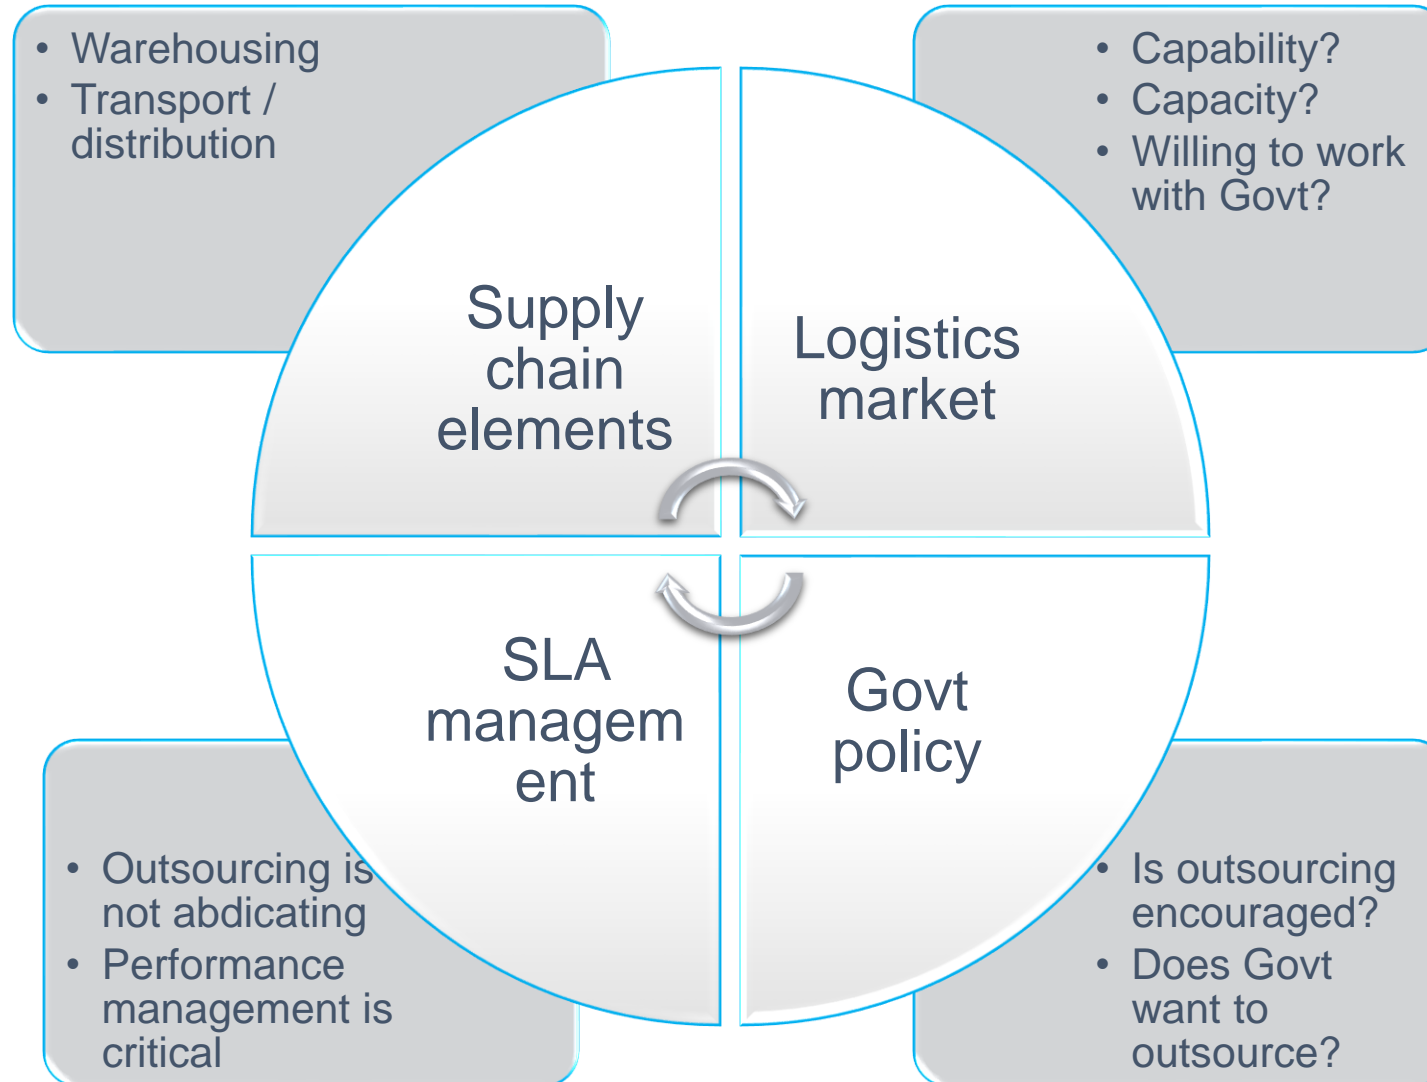 • Warehousing
• Transport /
distribution
• Capability?
• Capacity?
• Willing to work
with Govt?
Supply
chain
elements
Logistics
market
SLA
managem
ent
Govt
policy
• Outsourcing is
not abdicating
• Performance
management is
critical
• Is outsourcing
encouraged?
• Does Govt
want to
outsource?